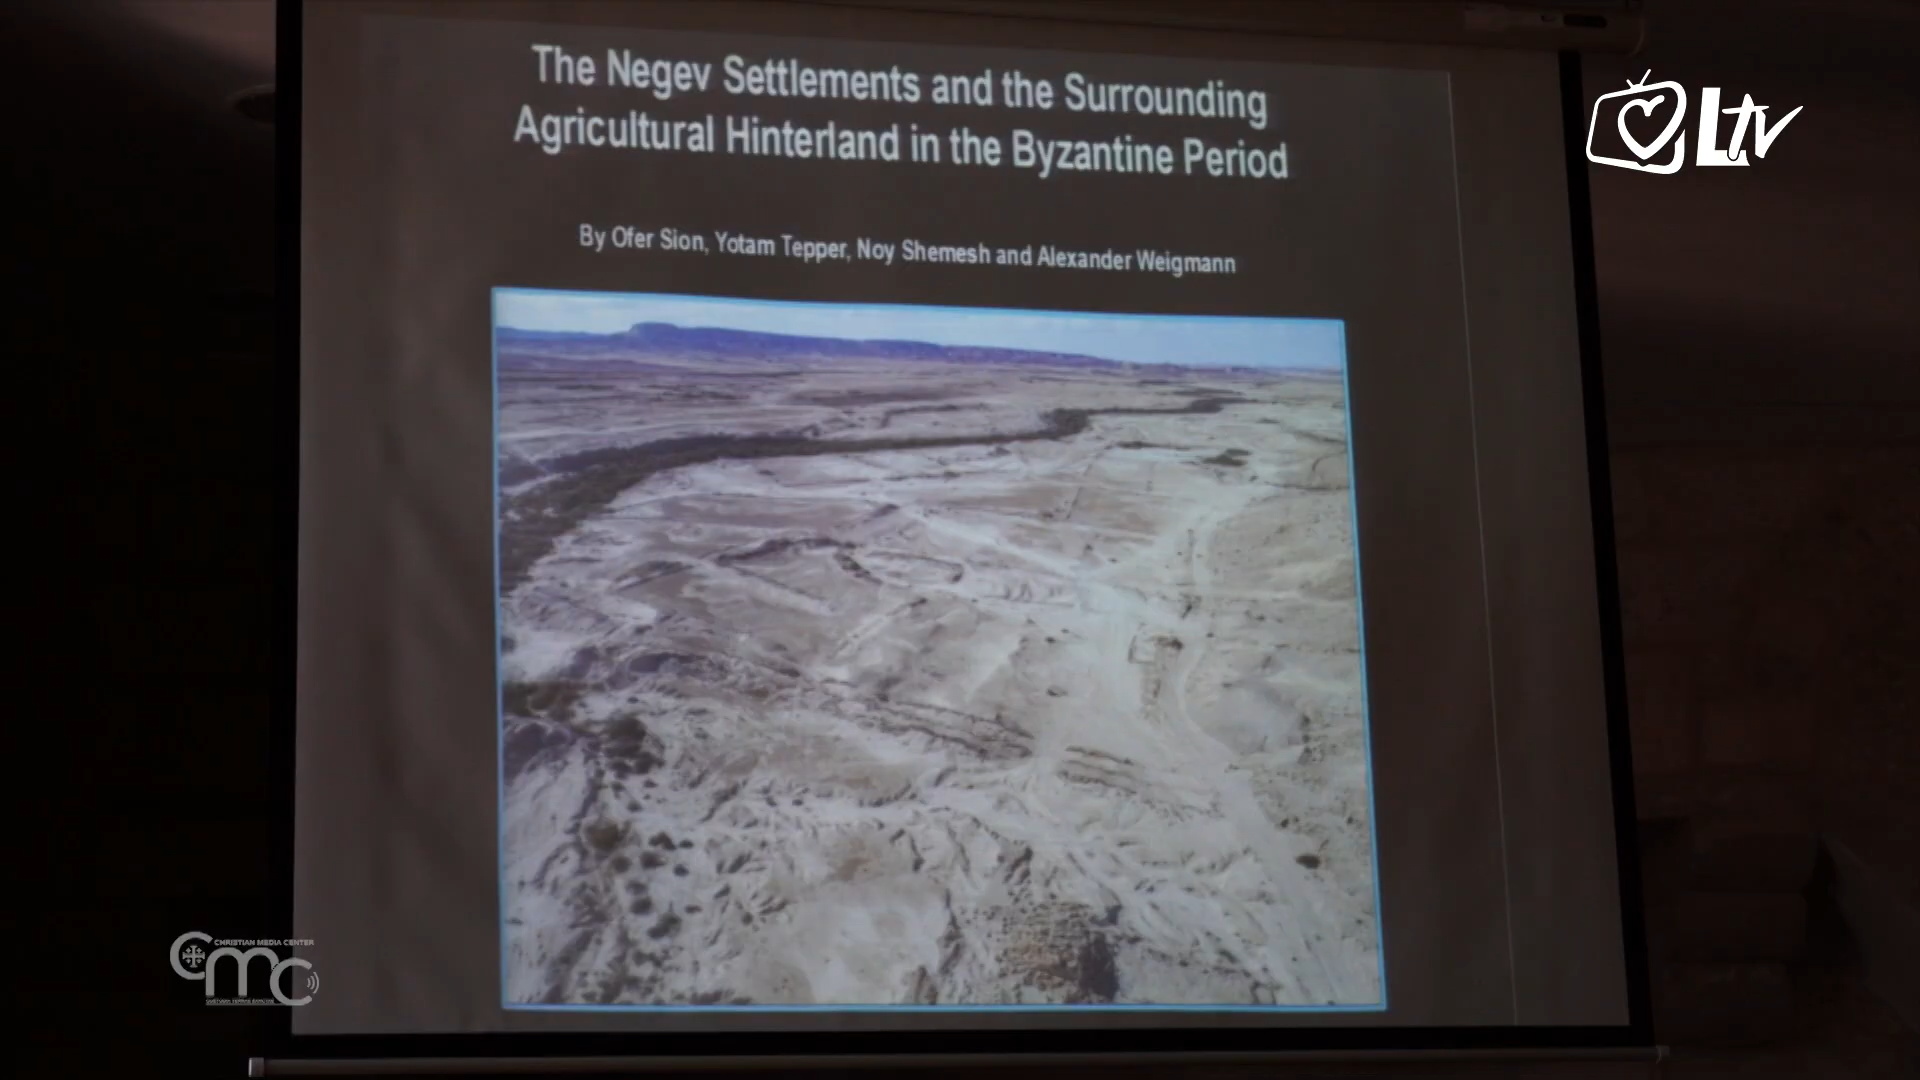 The Negev Settlements and the Surrounding
Agricultural Hinterland in the Byzantine Period
By Ofer Sion, Yotam Tepper, Noy Shemesh and Alexander Weigmann
LTV
CHRISTIAN MEDIA CENTER
CMC